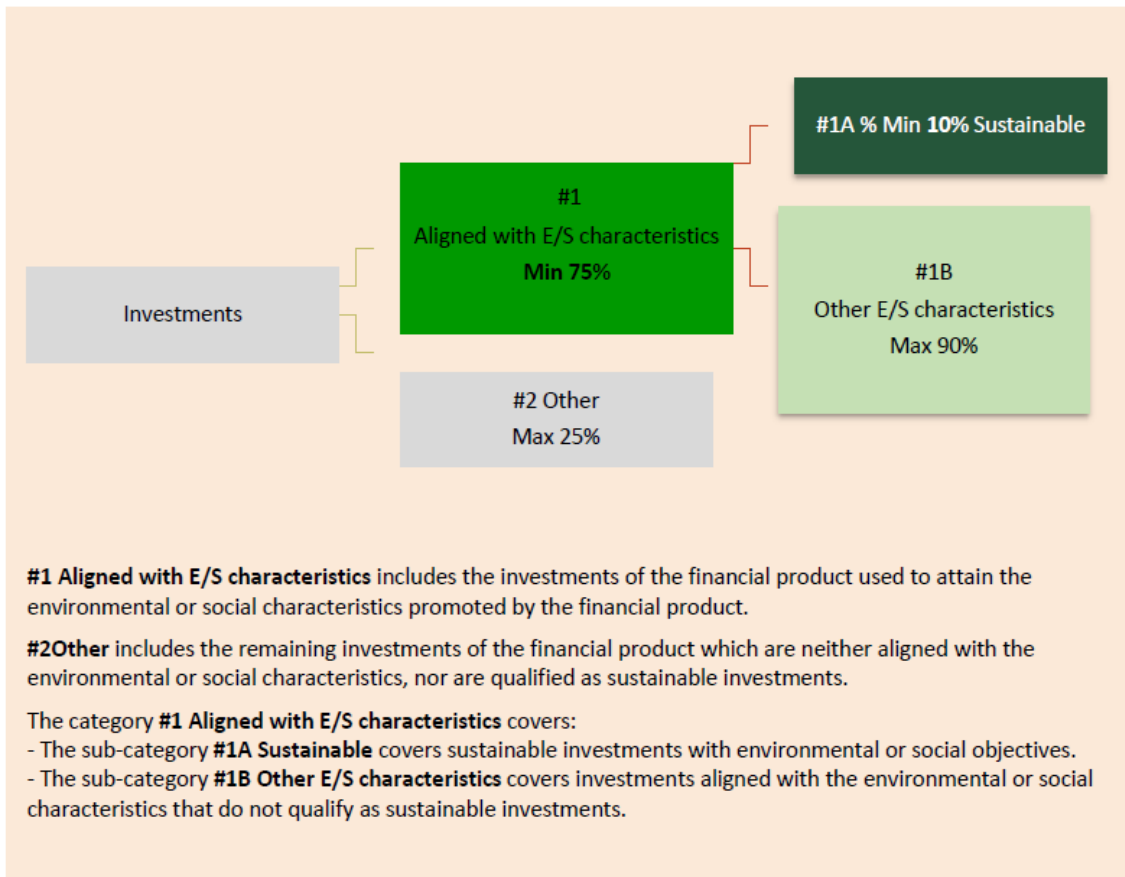 #1A % Min 10% Sustainable
#1
Aligned with E/S characteristics
Min 75%
Investments
#1B
Other E/S characteristics
Max 90%
#2 Other
Max 25%
#1 Aligned with E/S characteristics includes the investments of the financial product used to attain the
environmental or social characteristics promoted by the financial product.
#2Other includes the remaining investments of the financial product which are neither aligned with the
environmental or social characteristics, nor are qualified as sustainable investments.
The category #1 Aligned with E/S characteristics covers:
- The sub-category #1A Sustainable covers sustainable investments with environmental or social objectives.
- The sub-category #1B Other E/S characteristics covers investments aligned with the environmental or social
characteristics that do not qualify as sustainable investments.